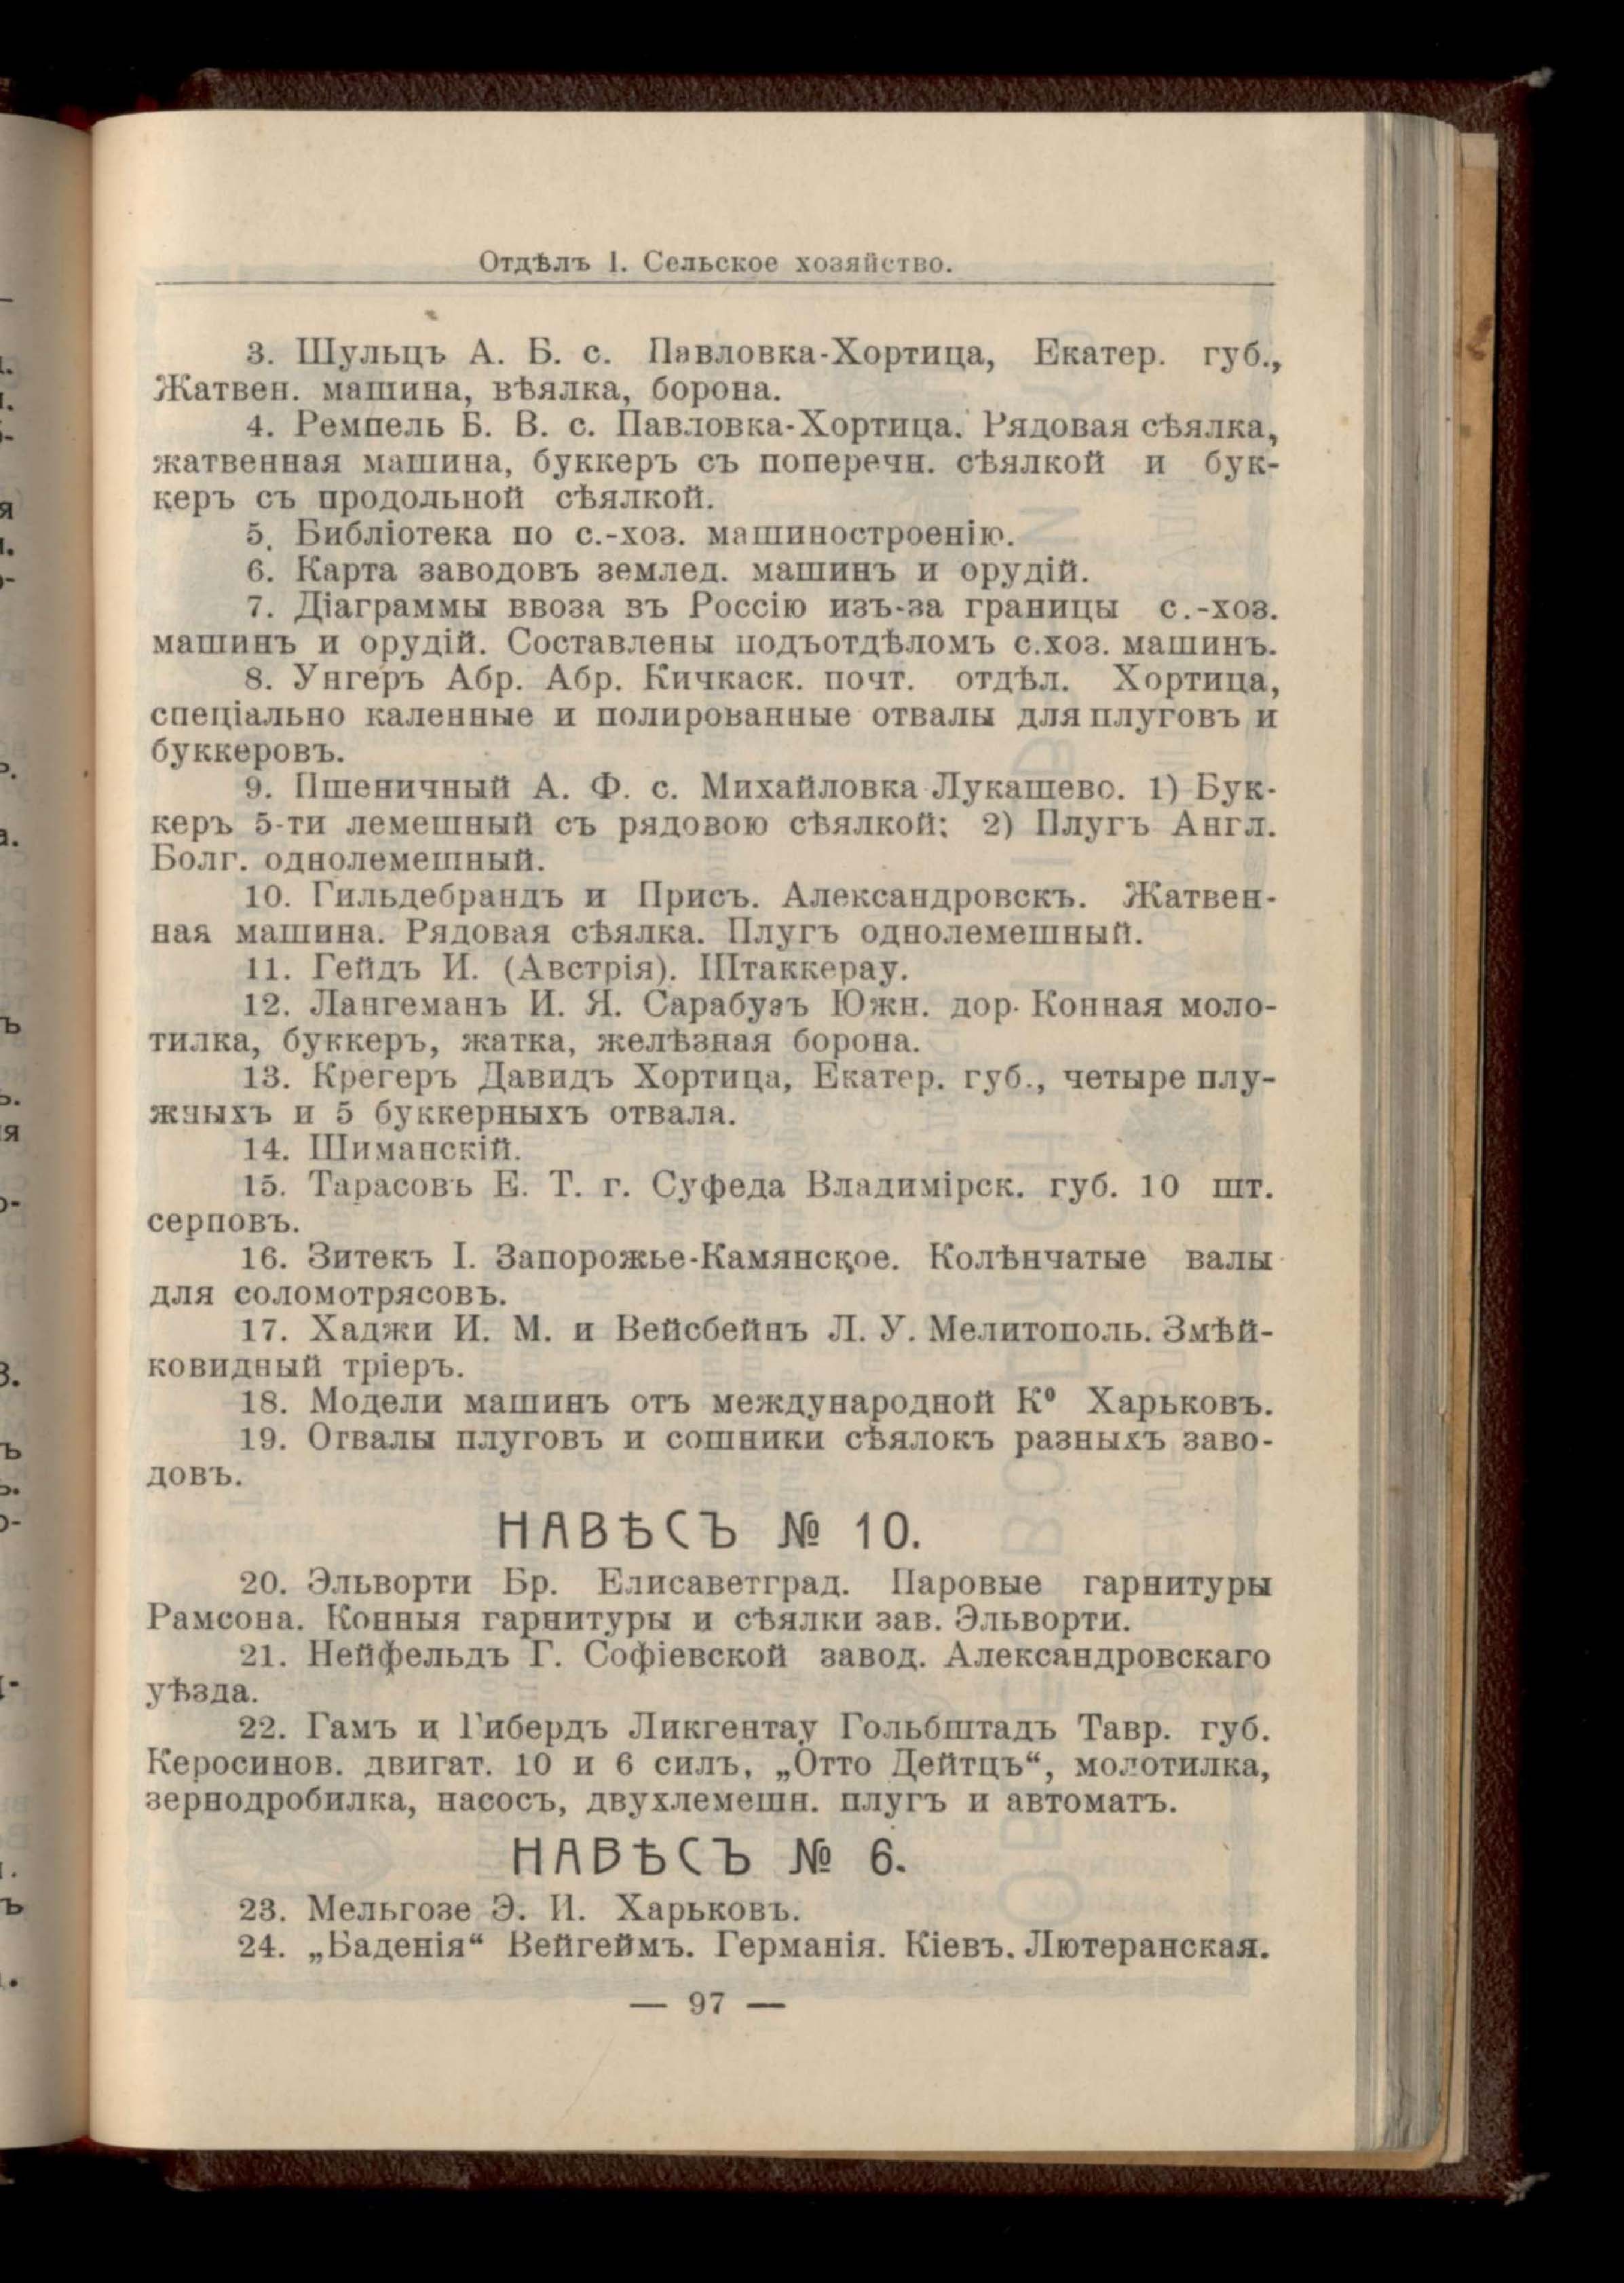 Отдѣлъ 1. Сельское хозяйство.
3. Шульцъ А. Б. с. Павловка-Хортица, Екатер. губ.,
Жатвен. машина, вѣялка, борона.
4. Ремпель Б. В. с. Павловка-Хортица. Рядовая сѣялка,
жатвенная машина, буккеръ съ поперечн. сѣялкой и бук-
керъ съ продольной сѣялкой.
5. Библіотека по с.-хоз. машиностроенію.
6. Карта заводовъ землед. машинъ и орудій.
7. Діаграммы ввоза въ Россію изъ-за границы с.-хоз.
машинъ и орудій. Составлены подъотдѣломъ с.хоз. машинъ.
8. Унгеръ Абр. Абр. Кичкаск. почт. отдѣл. Хортица,
спеціально каленные и полированные отвалы для плуговъ и
буккеровъ.
9. Пшеничный А. Ф. с. Михайловка Лукашево. 1) Бук-
керъ 5-ти лемешный съ рядовою сѣялкой; 2) Плугъ Англ.
Болг. однолемешный.
10. Гильдебрандъ и Присъ. Александровскъ. Жатвен-
ная машина. Рядовая сѣялка. Плугъ однолемешный.
11. Гейдъ И. (Австрія). Штаккерау.
12. Лангеманъ И. Я. Сарабузъ Южн. дор. Конная моло-
тилка, буккеръ, жатка, желѣзная борона.
13. Крегеръ Давидъ Хортица, Екатер. губ., четыре плу-
жныхъ и 5 буккерныхъ отвала.
14. Шиманскій.
15. Тарасовъ Е. Т. г. Суфеда Владимірск. губ. 10 шт.
серповъ.
16. Зитекъ І. Запорожье-Камянское. Колѣнчатые валы
для соломотрясовъ.
17. Хаджи И. М. и Вейсбейнъ Л. У. Мелитополь. Змѣй-
ковидный тріеръ.
18. Модели машинъ отъ международной Кº Харьковъ.
19. Отвалы плуговъ и сошники сѣялокъ разныхъ заво-
довъ.
НАВѢСЪ № 10.
20. Эльворти Бр. Елисаветград. Паровые гарнитуры
Рамсона. Конныя гарнитуры и сѣялки зав. Эльворти.
21. Нейфельдъ Г. Софіевской завод. Александровскаго
уѣзда.
22. Гамъ и Гибердъ Ликгентау Гольбштадъ Тавр. губ.
Керосинов. двигат. 10 и 6 силъ, „Отто Дейтцъ“, молотилка,
зернодробилка, насосъ, двухлемешн. плугъ и автоматъ.
НАВѢСЪ № 6.
23. Мельгозе Э. И. Харьковъ.
24. „Баденія“ Вейгеймъ. Германія. Кіевъ. Лютеранская.
— 97 —